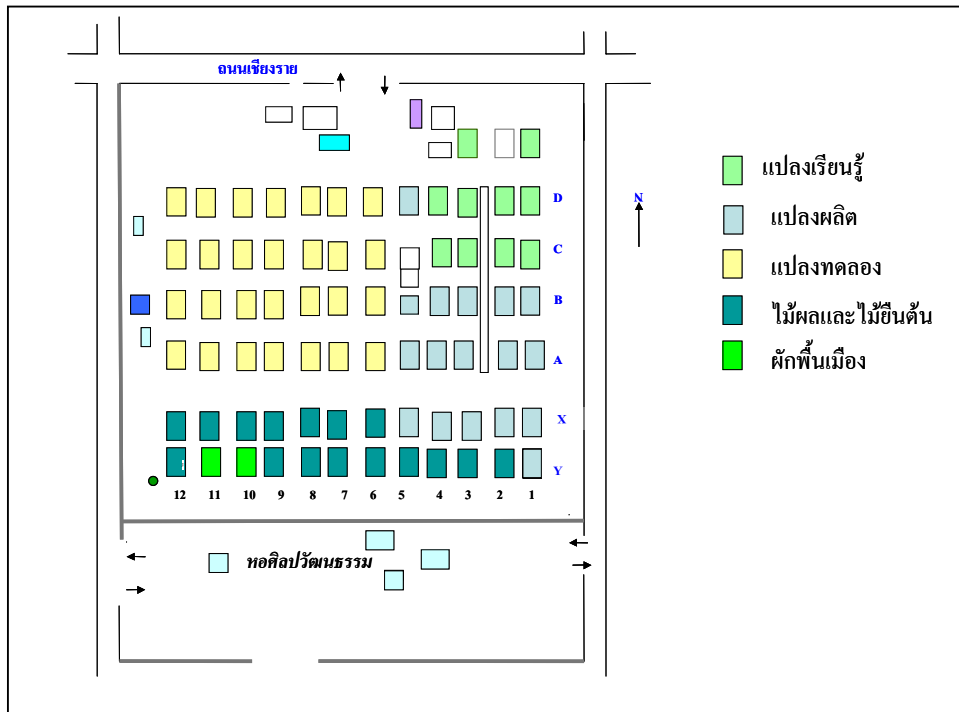 ถนนเชียงราย
แปลงเรียนรู้
D
N
แปลงผลิต
C
แปลงทดลอง
B
ไม้ผลและไม้ยืนต้น
A
ผักพื้นเมือง
X
Y
12 11 10 9 8 7 6 5 4 3 2 1
หอศิลปวัฒนธรรม